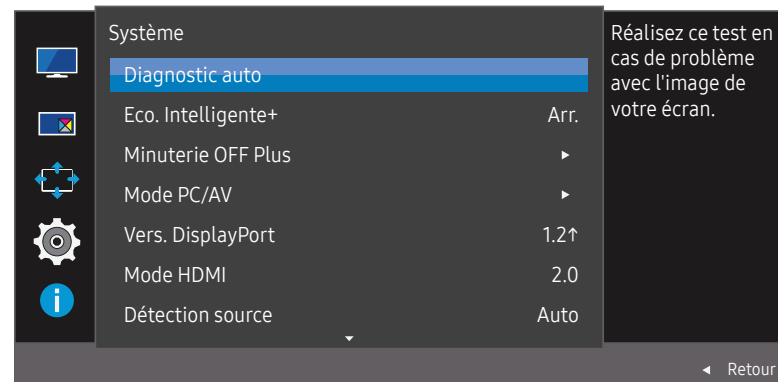 Système
Diagnostic auto
Eco. Intelligente+ Arr.
Minuterie OFF Plus ►
Mode PC/AV ►
Vers. DisplayPort 1.2↑
Mode HDMI 2.0
Détection source Auto
Réalisez ce test en
cas de problème
avec l'image de
votre écran.
◄ Retour